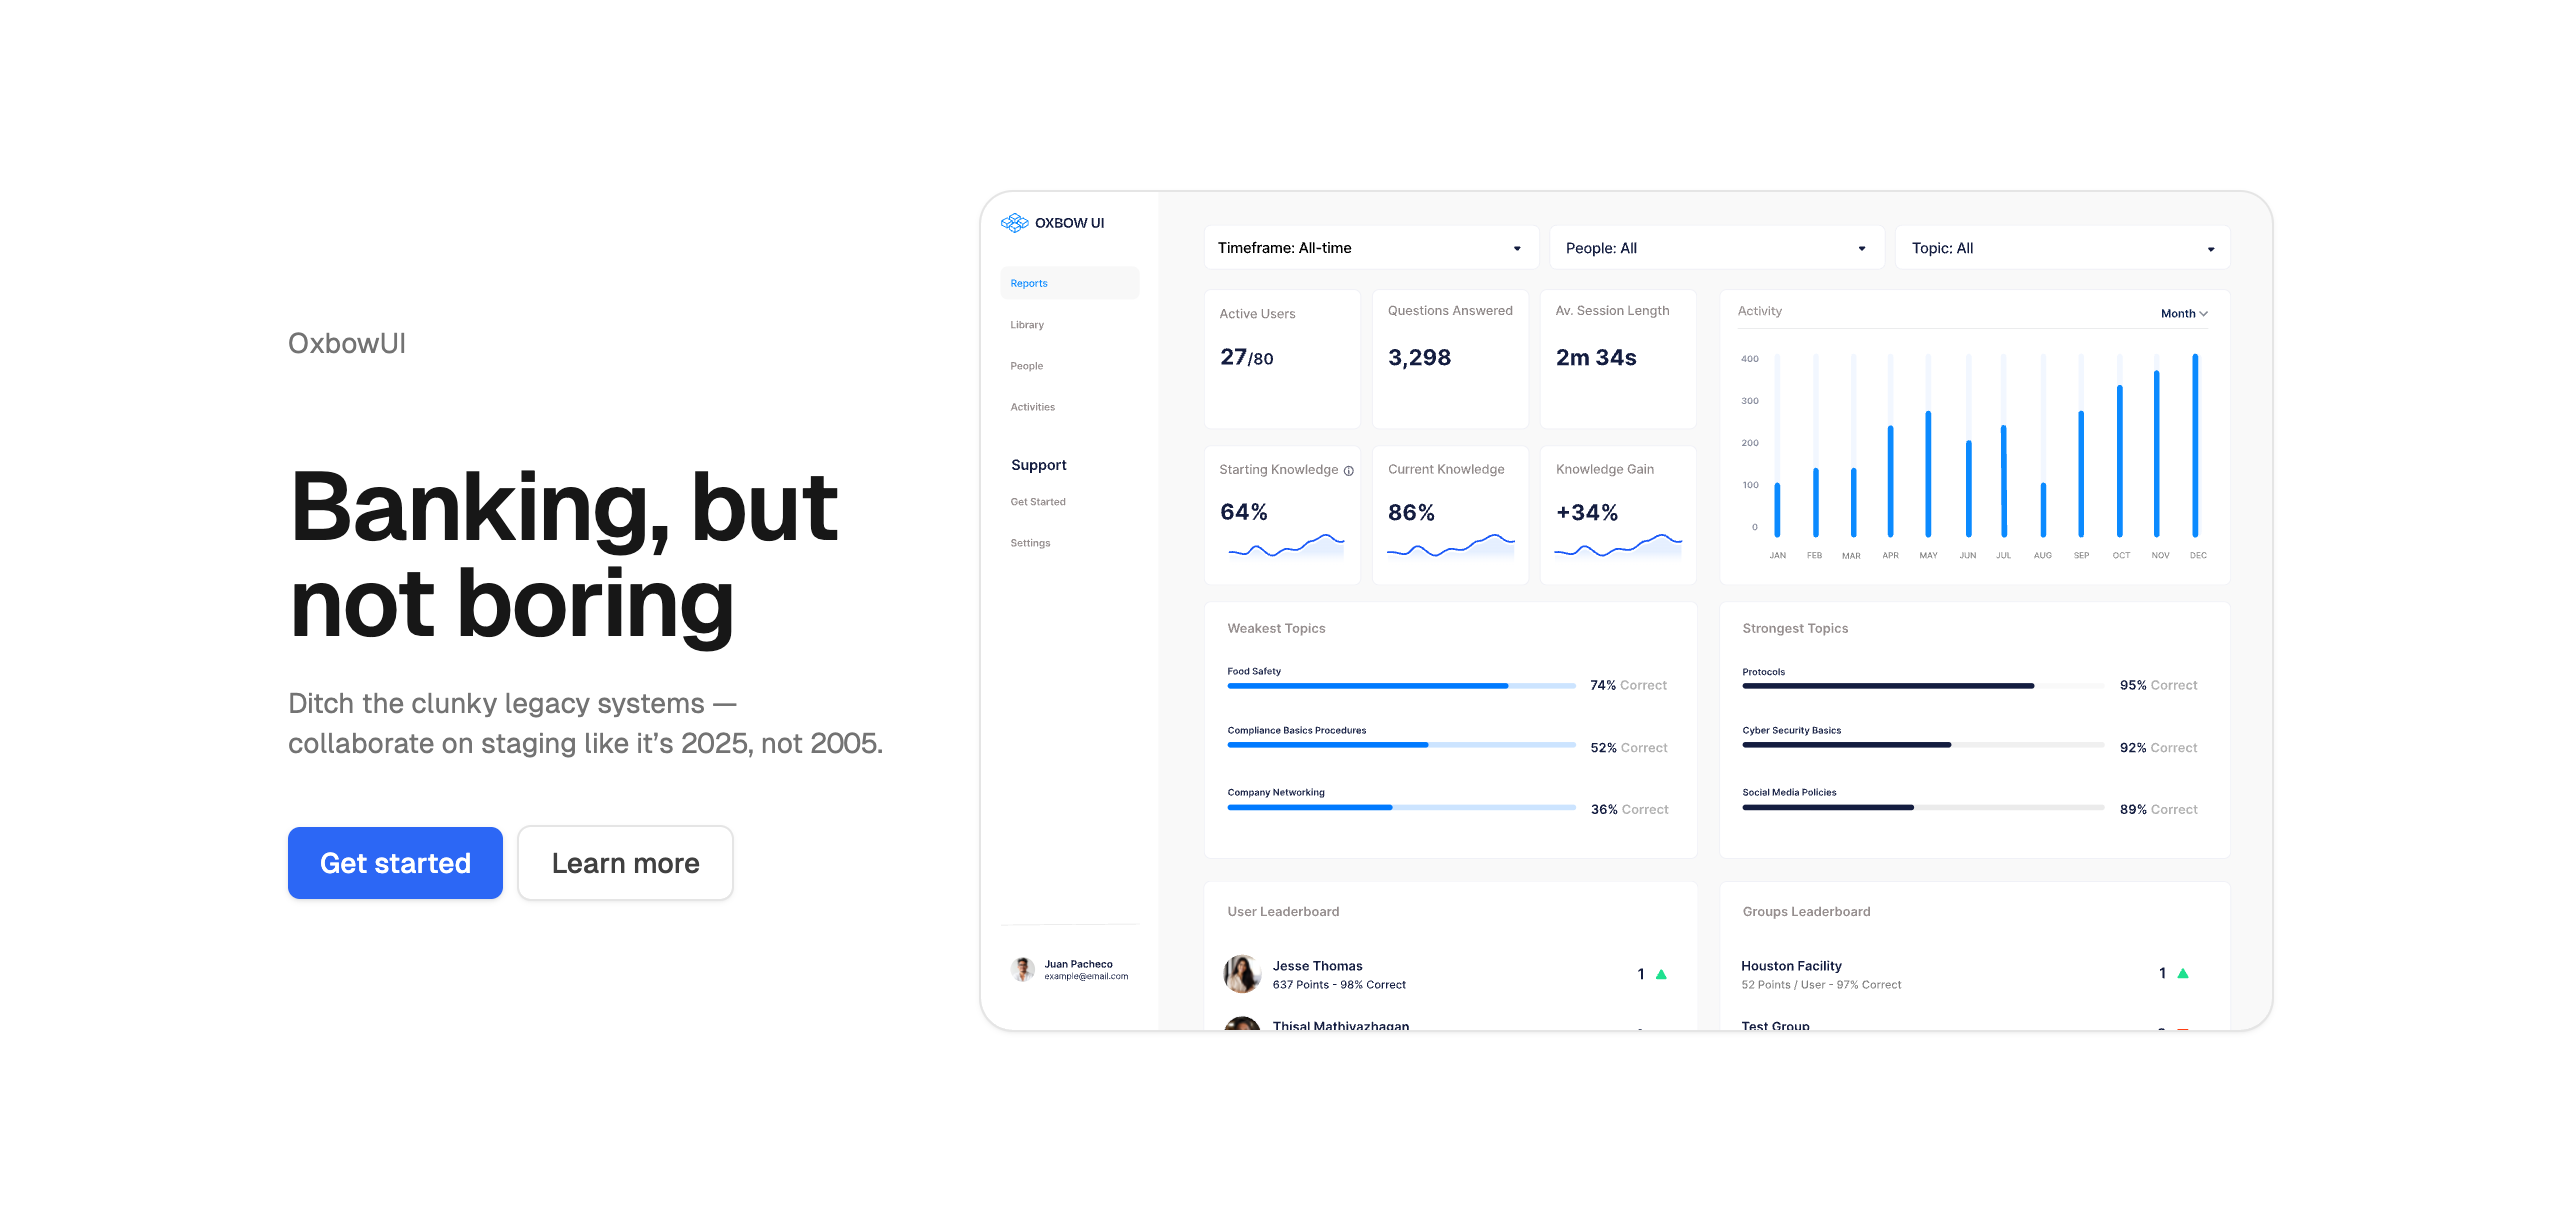 OxbowUI
Banking, but
not boring
Ditch the clunky legacy systems —
collaborate on staging like it's 2025, not 2005.
Get started
Learn more
OXBOW UI
Reports
Library
People
Activities
Support
Get Started
Settings
Juan Pacheco
example@email.com
Timeframe: All-time
People: All
Topic: All
Active Users
27/80
Questions Answered
3,298
Av. Session Length
2m 34s
Starting Knowledge
64%
Current Knowledge
86%
Knowledge Gain
+34%
Activity
Month
400
300
200
100
0
JAN FEB MAR APR MAY JUN JUL AUG SEP OCT NOV DEC
Weakest Topics
Food Safety
74% Correct
Compliance Basics Procedures
52% Correct
Company Networking
36% Correct
Strongest Topics
Protocols
95% Correct
Cyber Security Basics
92% Correct
Social Media Policies
89% Correct
User Leaderboard
Jesse Thomas
637 Points - 98% Correct
1
Thisal Mathiyazhagan
Groups Leaderboard
Houston Facility
52 Points / User - 97% Correct
1
Test Group